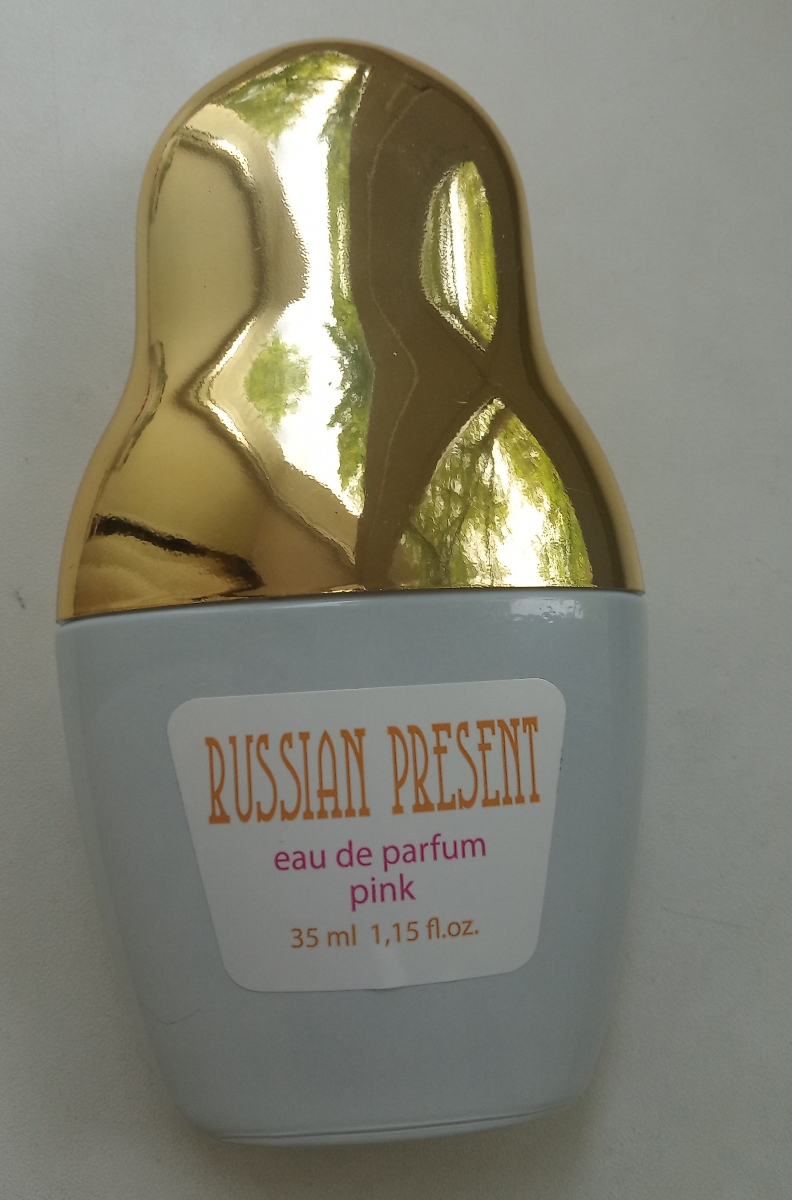 RUSSIAN PRESENT
eau de parfum
pink
35 ml 1,15 fl.oz.